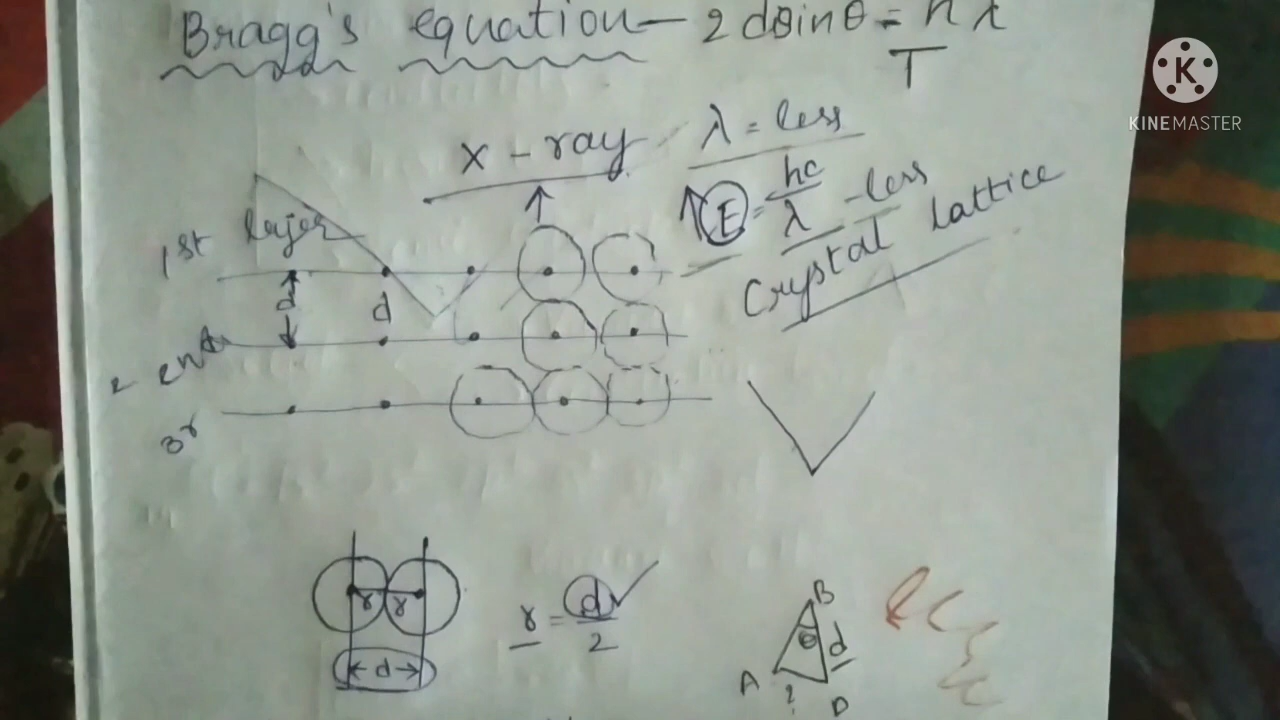 Bragg's equation — 2dsinθ = nλ
T
K
KINEMASTER
x - ray
λ = less
↑E = hc/λ - less
Crystal lattice
1st layer
d
d
3r
r r
d
r = d/2 ✓
B
θ
d
A
?
D